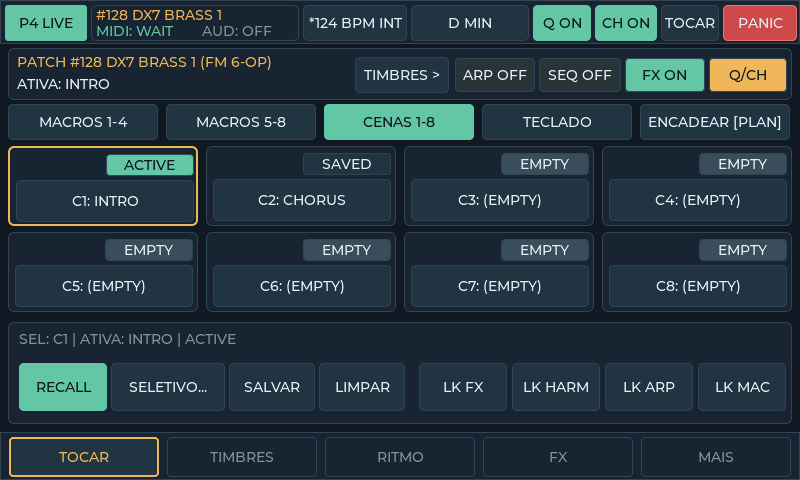 P4 LIVE
#128 DX7 BRASS 1
MIDI: WAIT AUD: OFF
*124 BPM INT
D MIN
Q ON
CH ON
TOCAR
PANIC
PATCH #128 DX7 BRASS 1 (FM 6-OP)
ATIVA: INTRO
TIMBRES >
ARP OFF
SEQ OFF
FX ON
Q/CH
MACROS 1-4
MACROS 5-8
CENAS 1-8
TECLADO
ENCADEAR [PLAN]
ACTIVE
C1: INTRO
SAVED
C2: CHORUS
EMPTY
C3: (EMPTY)
EMPTY
C4: (EMPTY)
EMPTY
C5: (EMPTY)
EMPTY
C6: (EMPTY)
EMPTY
C7: (EMPTY)
EMPTY
C8: (EMPTY)
SEL: C1 | ATIVA: INTRO | ACTIVE
RECALL
SELETIVO...
SALVAR
LIMPAR
LK FX
LK HARM
LK ARP
LK MAC
TOCAR
TIMBRES
RITMO
FX
MAIS